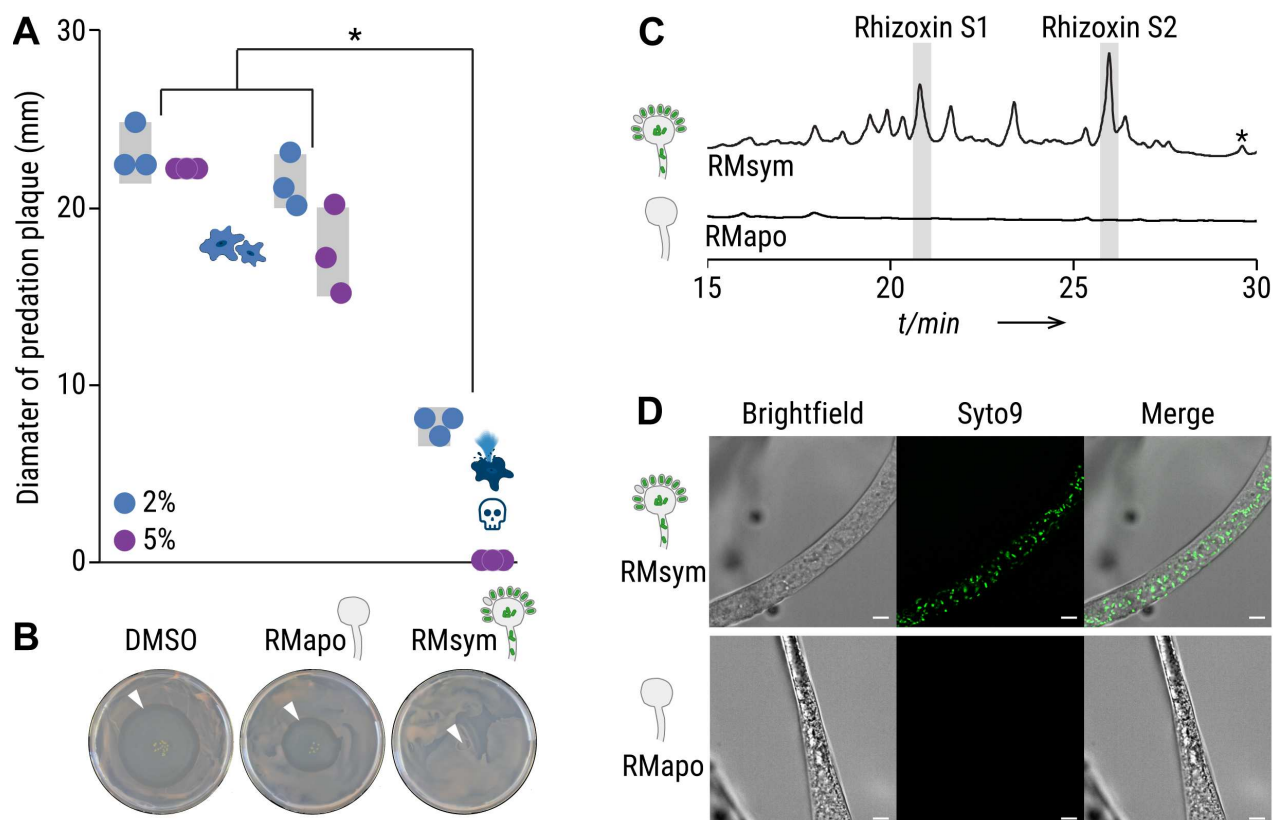 A
Diamater of predation plaque (mm)
30
20
10
0
*
2%
5%
B
DMSO
RMapo
RMsym
C
Rhizoxin S1
Rhizoxin S2
*
RMsym
RMapo
15
20
25
30
t/min
D
Brightfield
Syto9
Merge
RMsym
RMapo